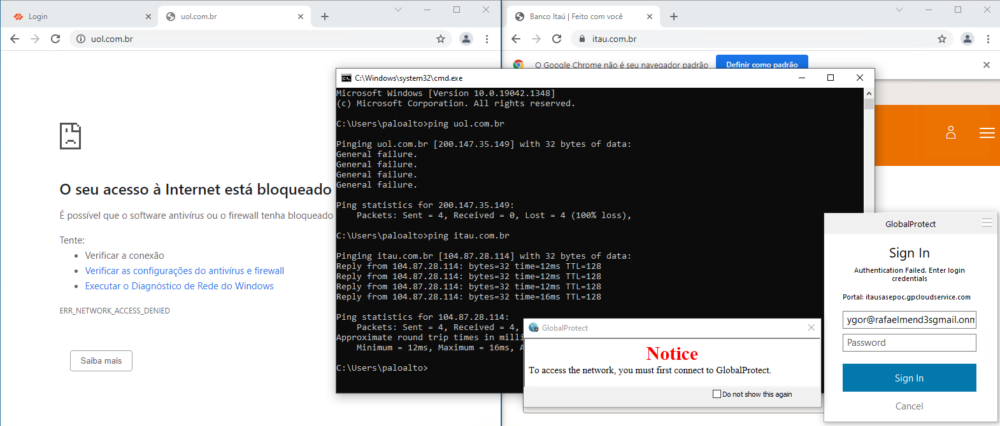 Login
uol.com.br
uol.com.br
O seu acesso à Internet está bloqueado
É possível que o software antivírus ou o firewall tenha bloqueado
Tente:
• Verificar a conexão
• Verificar as configurações do antivírus e firewall
• Executar o Diagnóstico de Rede do Windows
ERR_NETWORK_ACCESS_DENIED
Saiba mais
Banco Itaú | Feito com você
itau.com.br
O Google Chrome não é seu navegador padrão
Definir como padrão
C:\Windows\system32\cmd.exe
Microsoft Windows [Version 10.0.19042.1348]
(c) Microsoft Corporation. All rights reserved.
C:\Users\paloalto>ping uol.com.br
Pinging uol.com.br [200.147.35.149] with 32 bytes of data:
General failure.
General failure.
General failure.
General failure.
Ping statistics for 200.147.35.149:
Packets: Sent = 4, Received = 0, Lost = 4 (100% loss),
C:\Users\paloalto>ping itau.com.br
Pinging itau.com.br [104.87.28.114] with 32 bytes of data:
Reply from 104.87.28.114: bytes=32 time=12ms TTL=128
Reply from 104.87.28.114: bytes=32 time=12ms TTL=128
Reply from 104.87.28.114: bytes=32 time=12ms TTL=128
Reply from 104.87.28.114: bytes=32 time=16ms TTL=128
Ping statistics for 104.87.28.114:
Packets: Sent = 4, Received = 4,
Approximate round trip times in milli
Minimum = 12ms, Maximum = 16ms, A
C:\Users\paloalto>
GlobalProtect
Notice
To access the network, you must first connect to GlobalProtect.
Do not show this again
GlobalProtect
Sign In
Authentication Failed. Enter login
credentials
Portal: itausasepoc.gpcloudservice.com
ygor@rafaelmend3sgmail.onm
Password
Sign In
Cancel